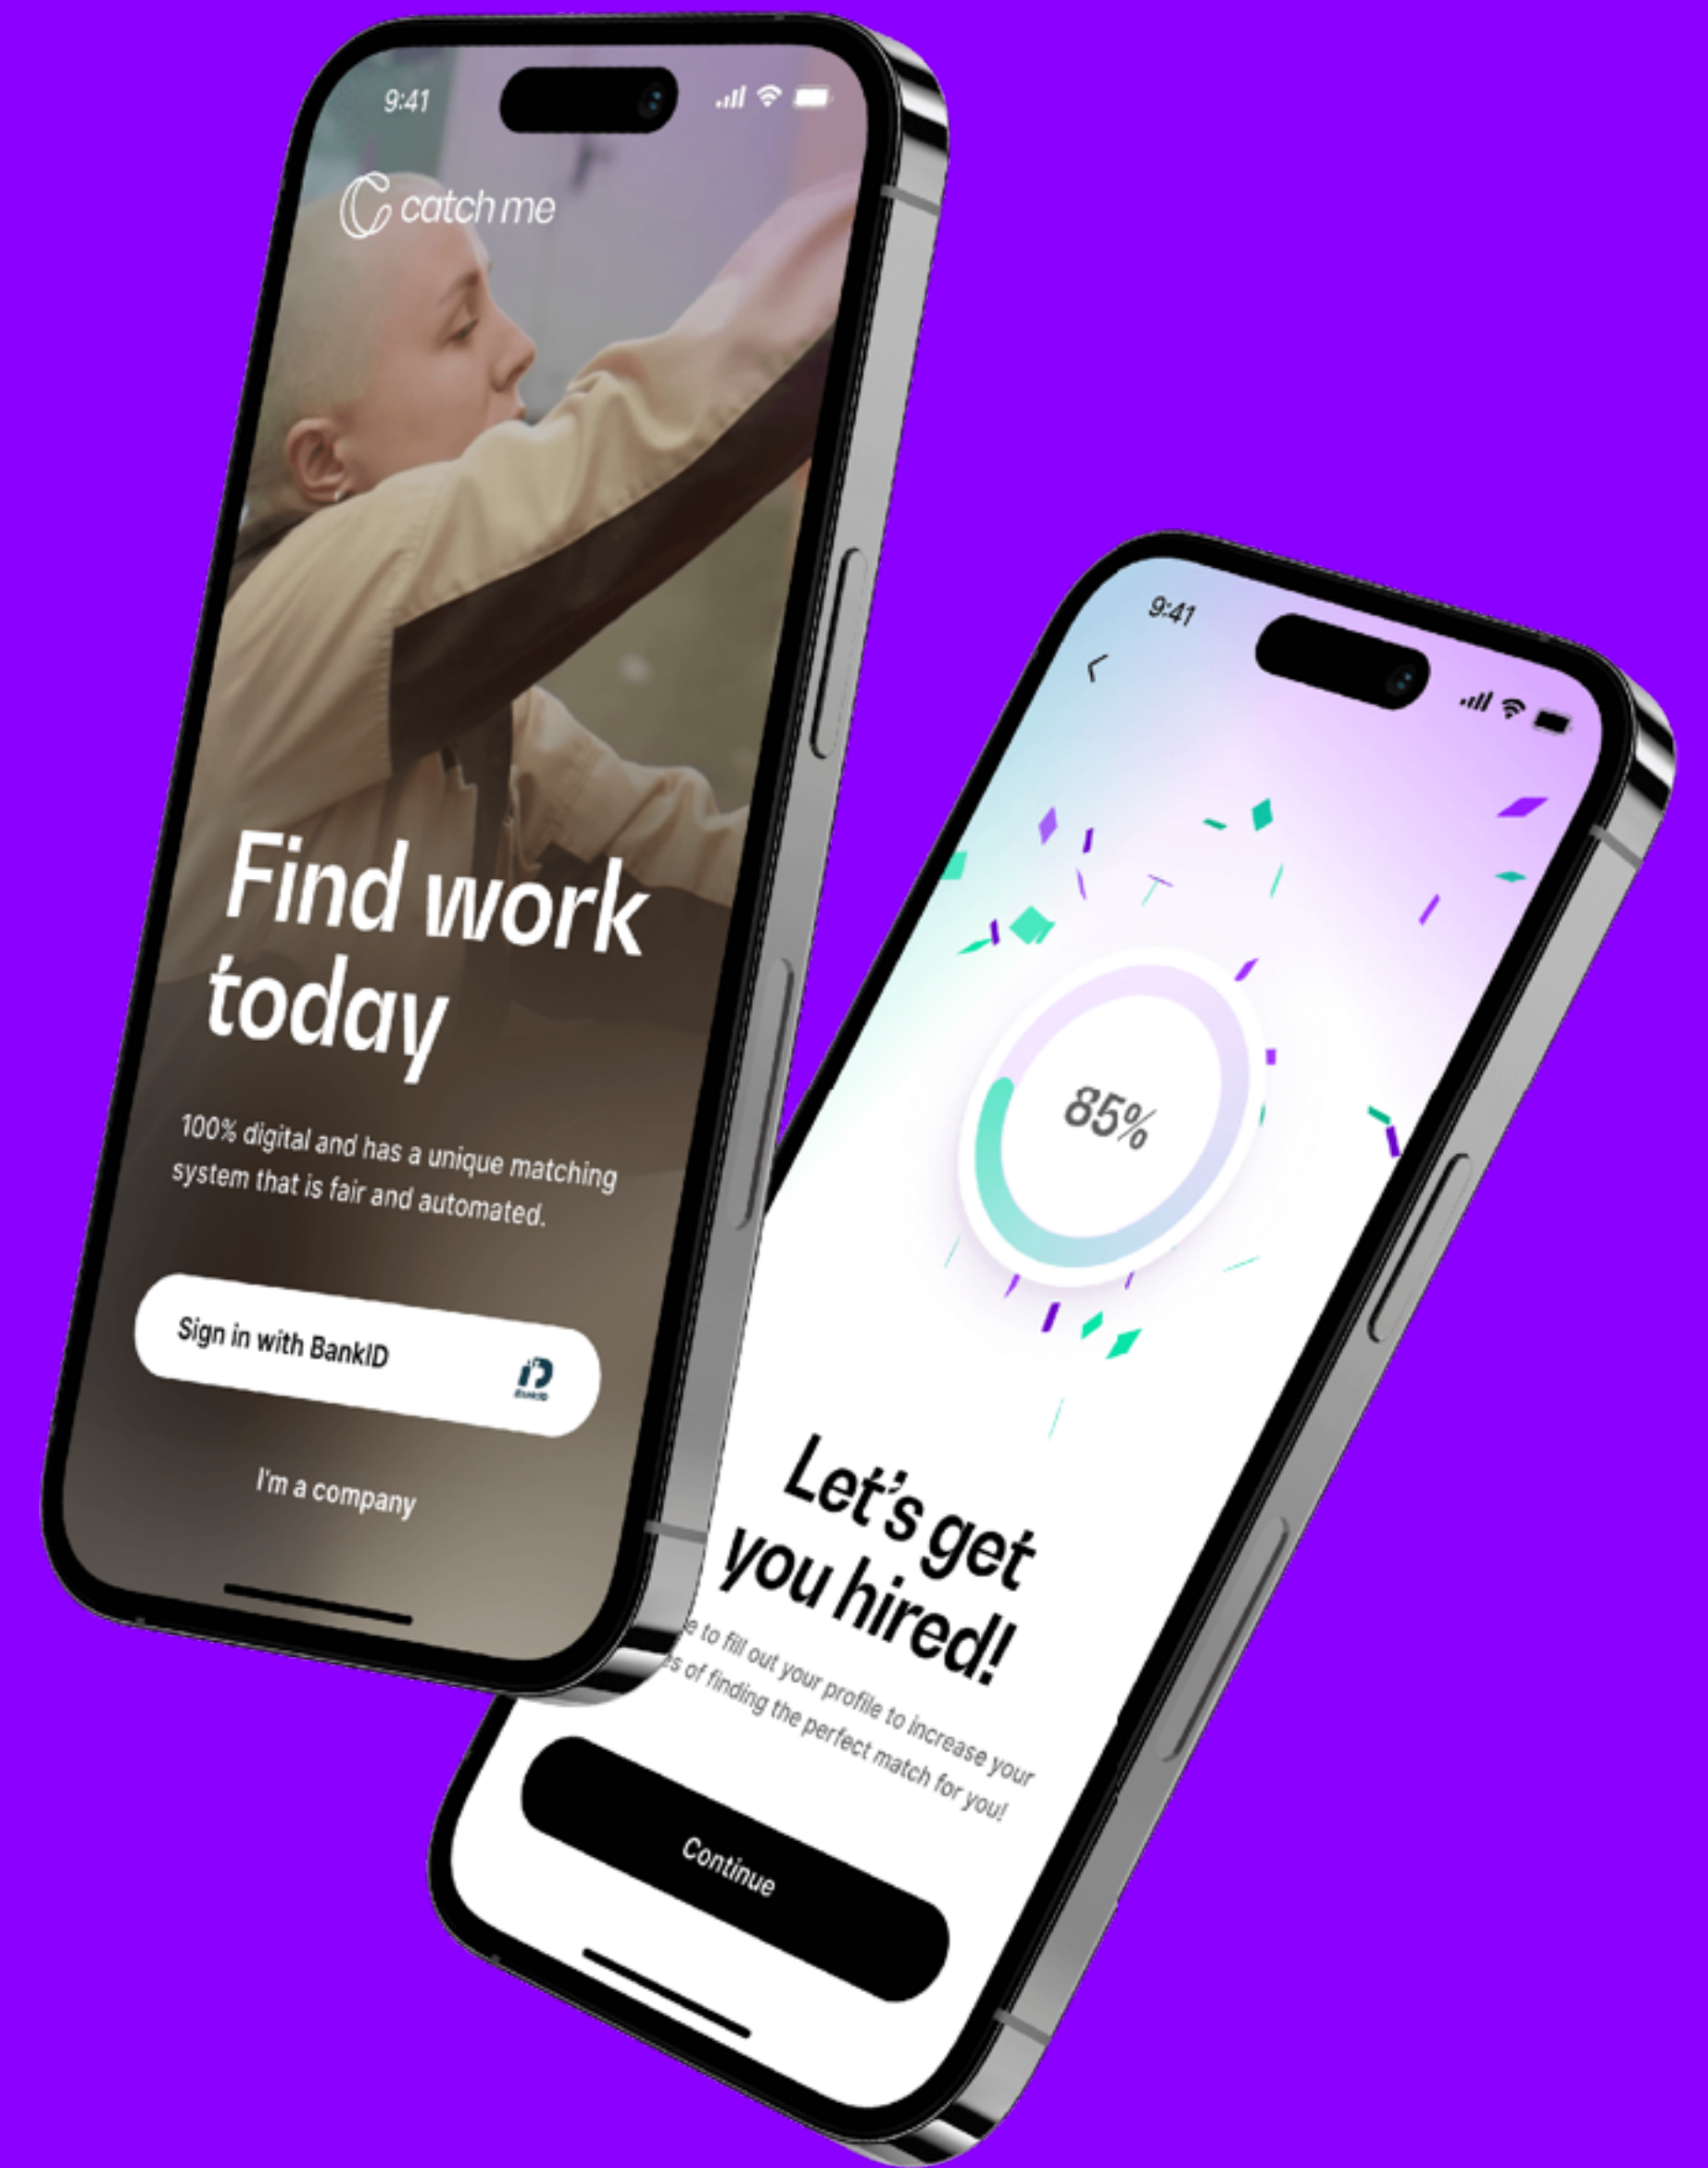 9:41
catch me
Find work
today
100% digital and has a unique matching
system that is fair and automated.
Sign in with BankID
BankID
I'm a company
9:41
85%
Let's get
you hired!
to fill out your profile to increase your
of finding the perfect match for you!
Continue